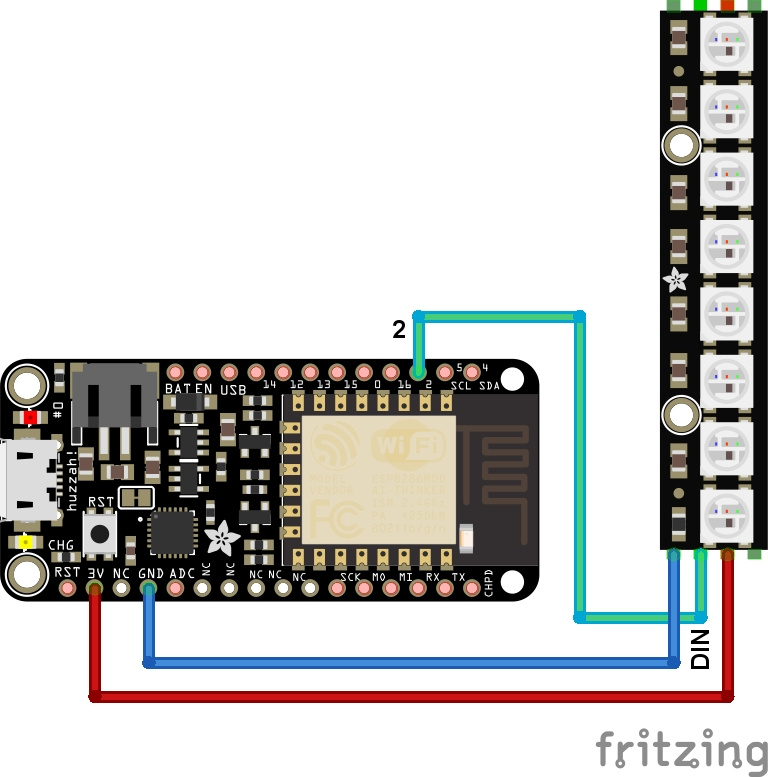 2
5 4
14 12 13 15 0 16 2
BAT EN USB SCL SDA
#0
huzzah!
WiFi
RST
FC
CHG
RST 3V NC GND ADC NC NC NC NC NC SCK MO MI RX TX CHPD
DIN
fritzing